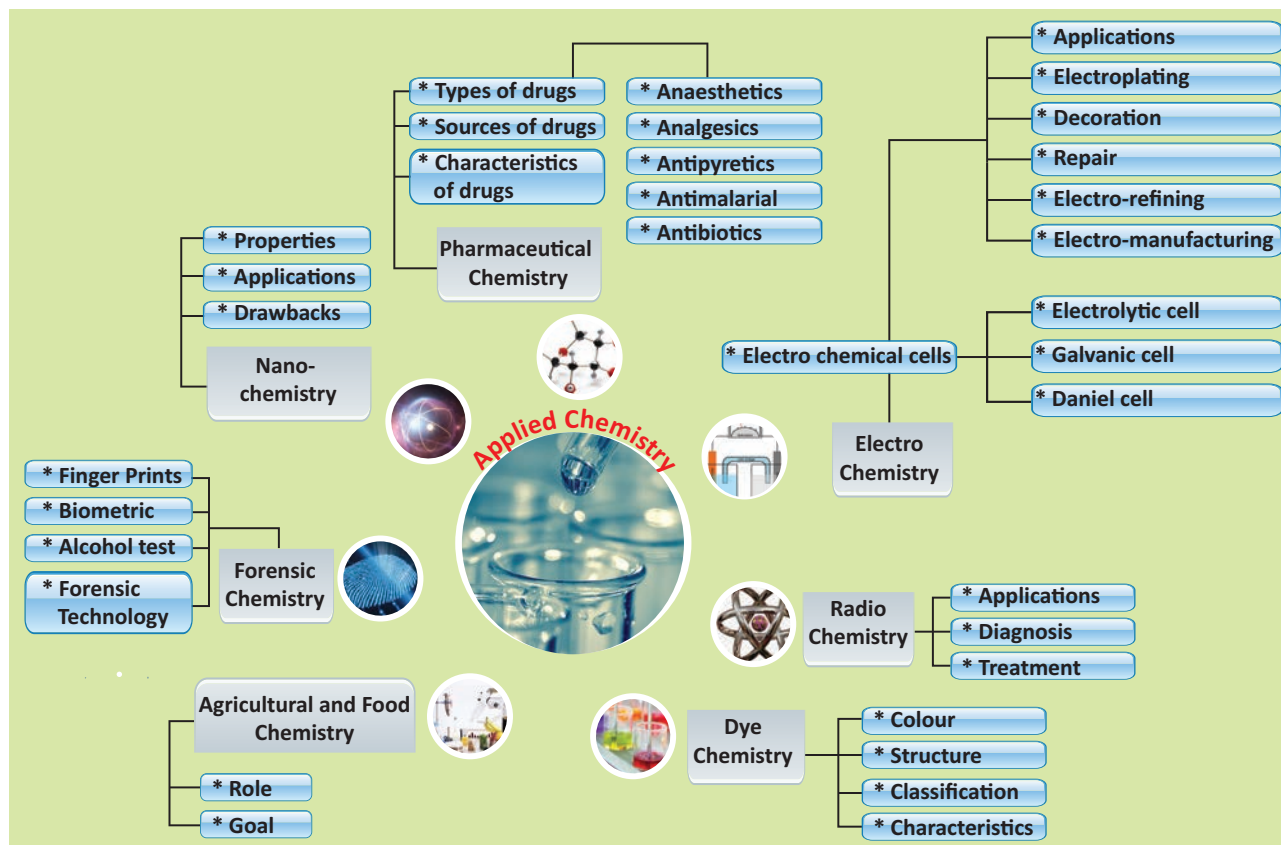 Applied Chemistry
* Types of drugs
* Sources of drugs
* Characteristics
of drugs
Pharmaceutical
Chemistry
* Anaesthetics
* Analgesics
* Antipyretics
* Antimalarial
* Antibiotics
* Applications
* Electroplating
* Decoration
* Repair
* Electro-refining
* Electro-manufacturing
* Electro chemical cells
* Electrolytic cell
* Galvanic cell
* Daniel cell
Electro
Chemistry
* Properties
* Applications
* Drawbacks
Nano-
chemistry
* Finger Prints
* Biometric
* Alcohol test
* Forensic
Technology
Forensic
Chemistry
Radio
Chemistry
* Applications
* Diagnosis
* Treatment
Agricultural and Food
Chemistry
* Role
* Goal
Dye
Chemistry
* Colour
* Structure
* Classification
* Characteristics